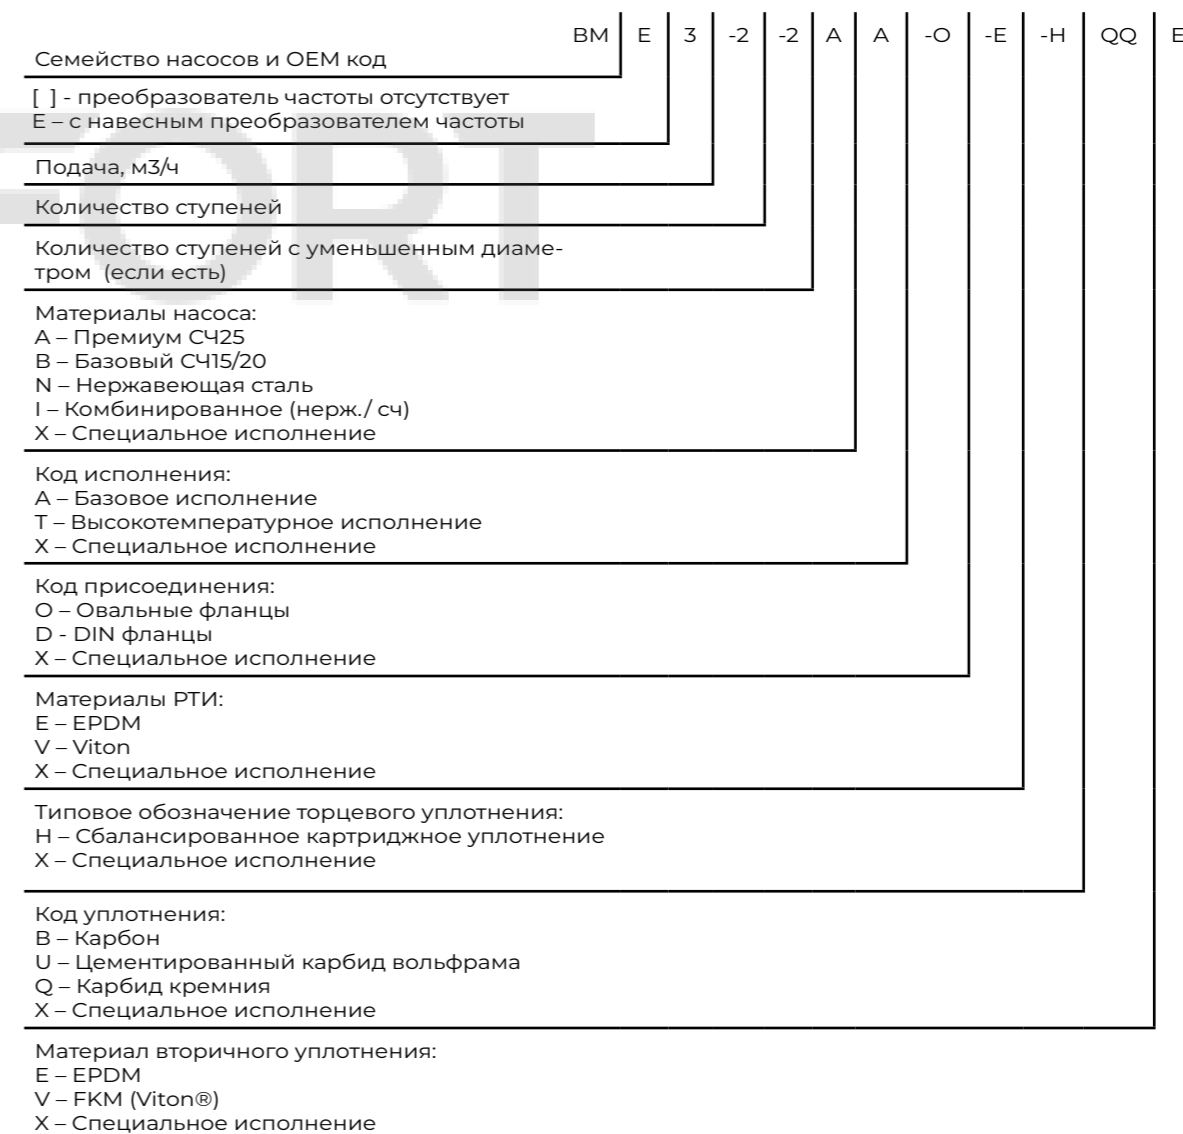 BM E 3 -2 -2 A A -O -E -H QQ E
Семейство насосов и OEM код
[ ] - преобразователь частоты отсутствует
E – с навесным преобразователем частоты
Подача, м3/ч
Количество ступеней
Количество ступеней с уменьшенным диаме-
тром (если есть)
Материалы насоса:
A – Премиум СЧ25
B – Базовый СЧ15/20
N – Нержавеющая сталь
I – Комбинированное (нерж./ сч)
X – Специальное исполнение
Код исполнения:
A – Базовое исполнение
T – Высокотемпературное исполнение
X – Специальное исполнение
Код присоединения:
O – Овальные фланцы
D - DIN фланцы
X – Специальное исполнение
Материалы РТИ:
E – EPDM
V – Viton
X – Специальное исполнение
Типовое обозначение торцевого уплотнения:
H – Сбалансированное картриджное уплотнение
X – Специальное исполнение
Код уплотнения:
B – Карбон
U – Цементированный карбид вольфрама
Q – Карбид кремния
X – Специальное исполнение
Материал вторичного уплотнения:
E – EPDM
V – FKM (Viton®)
X – Специальное исполнение
FORT